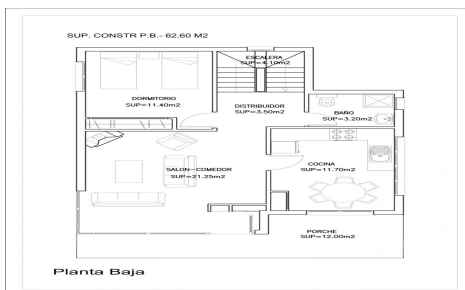 SUP. CONSTR P.B.- 62.60 M2
ESCALERA
SUP=4.10m2
DORMITORIO
SUP=11.40m2
DISTRIBUIDOR
SUP=3.50m2
BAÑO
SUP=3.20m2
SALON-COMEDOR
SUP=21.25m2
COCINA
SUP=11.70m2
PORCHE
SUP=12.00m2
Planta Baja